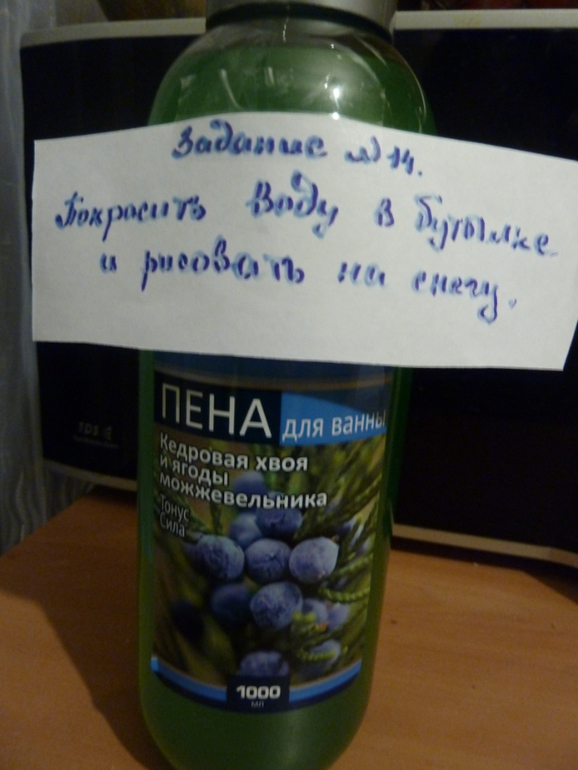 Задание №14.
Покрасить воду в бутылке
и рисовать на снегу.
ПЕНА для ванны
Кедровая хвоя
и ягоды
можжевельника
Тонус
Сила
1000
мл